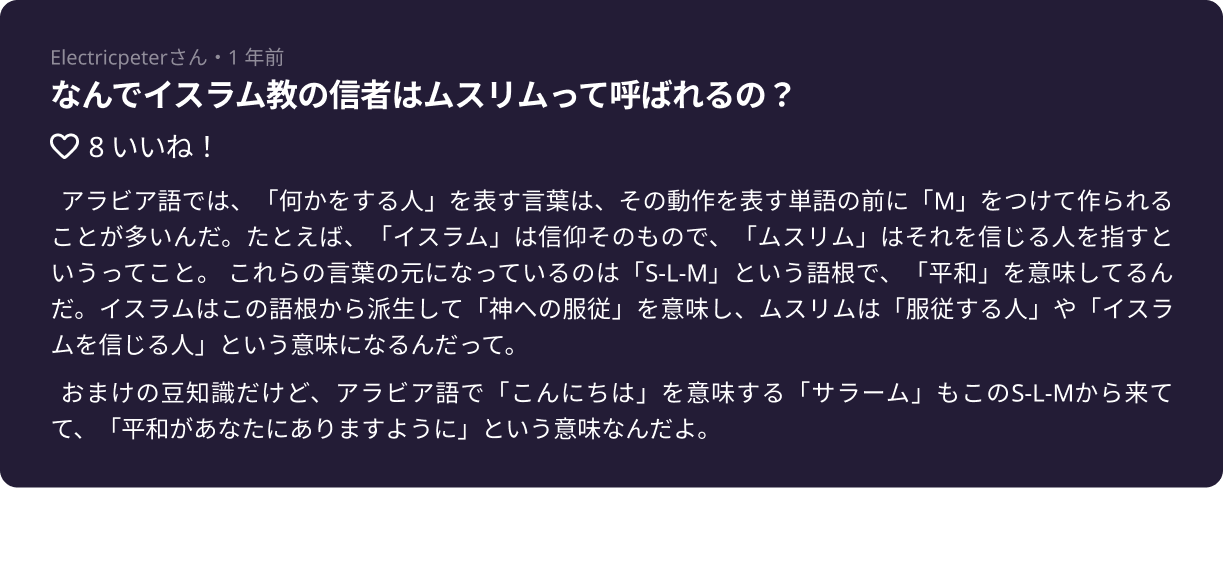 Electricpeterさん・1 年前
なんでイスラム教の信者はムスリムって呼ばれるの？
8 いいね！
アラビア語では、「何かをする人」を表す言葉は、その動作を表す単語の前に「M」をつけて作られる
ことが多いんだ。たとえば、「イスラム」は信仰そのもので、「ムスリム」はそれを信じる人を指すと
いうってこと。 これらの言葉の元になっているのは「S-L-M」という語根で、「平和」を意味してるん
だ。イスラムはこの語根から派生して「神への服従」を意味し、ムスリムは「服従する人」や「イスラ
ムを信じる人」という意味になるんだって。
おまけの豆知識だけど、アラビア語で「こんにちは」を意味する「サラーム」もこのS-L-Mから来て
て、「平和があなたにありますように」という意味なんだよ。